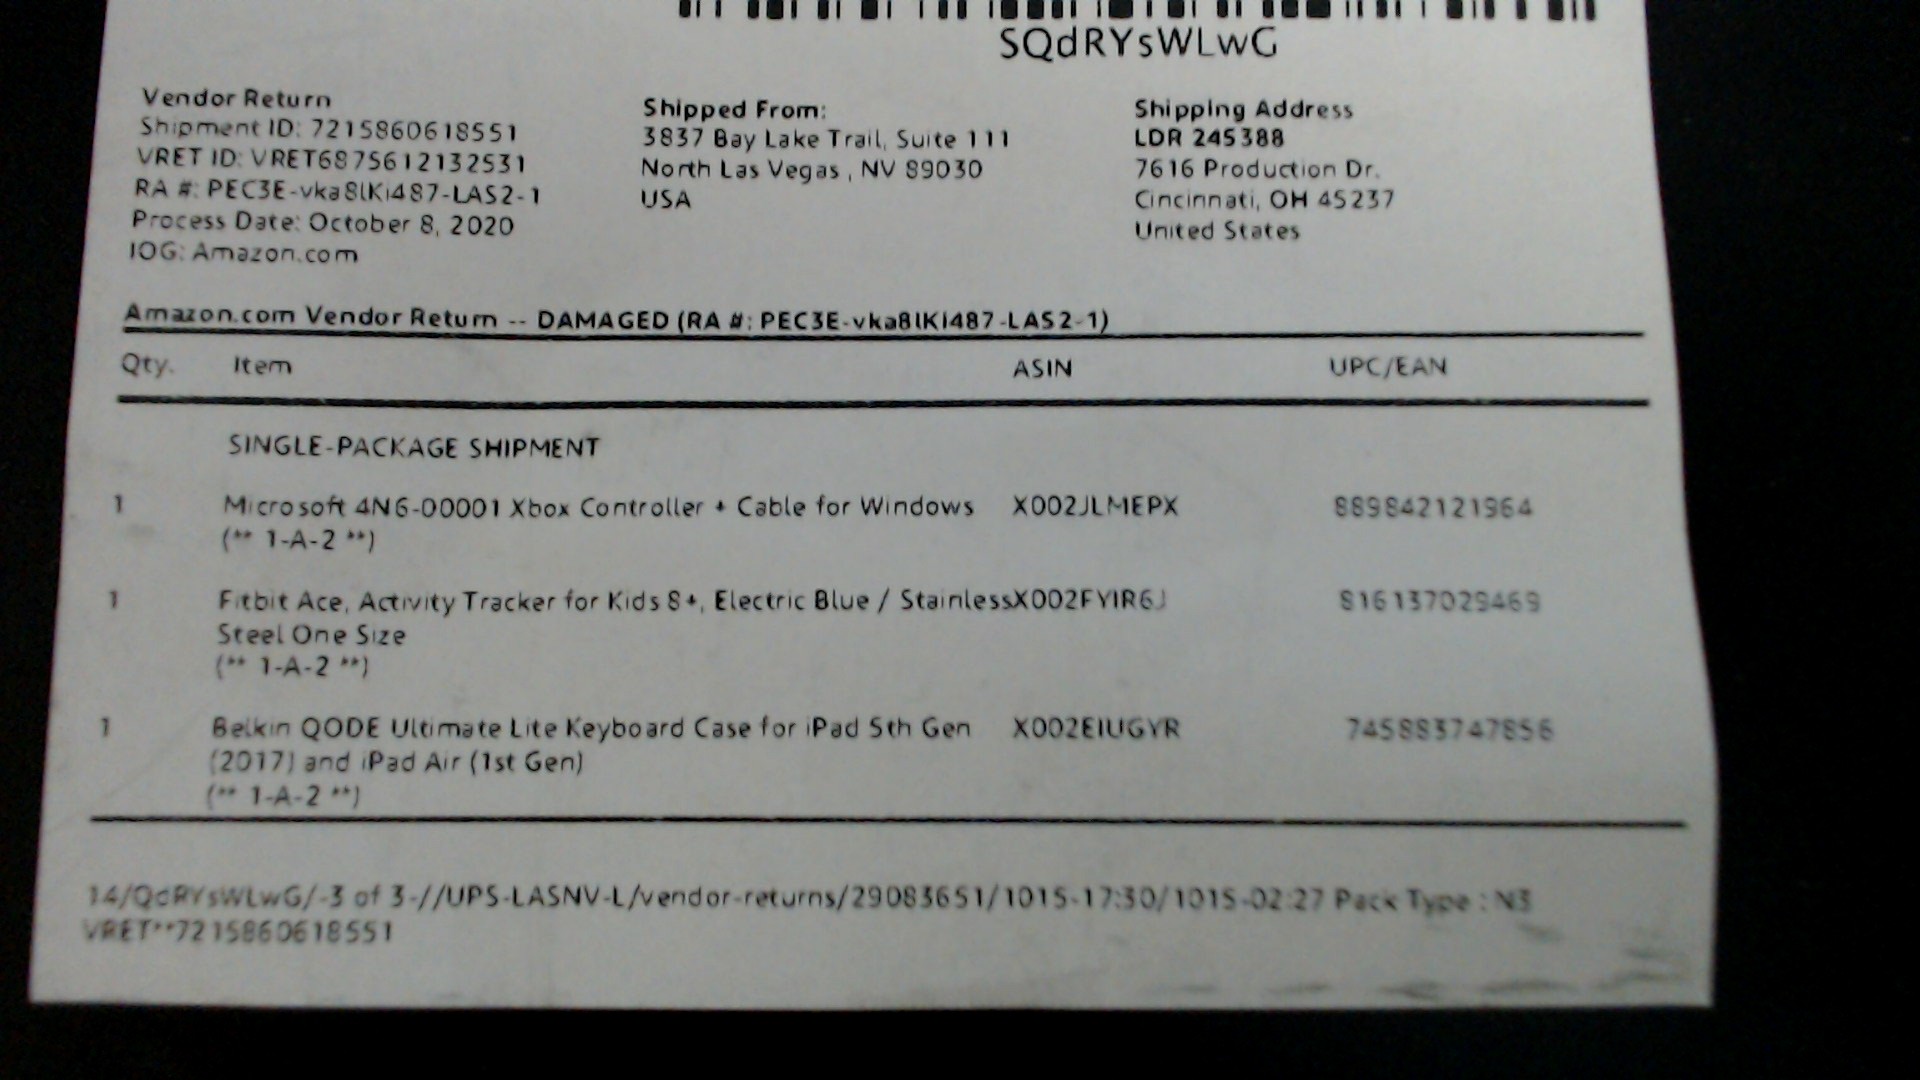 SQdRYsWLwG
Vendor Return
Shipment ID: 7215860618551
VRET ID: VRET6875612132531
RA #: PEC3E-vka8lKi487-LAS2-1
Process Date: October 8, 2020
IOG: Amazon.com
Shipped From:
3837 Bay Lake Trail, Suite 111
North Las Vegas , NV 89030
USA
Shipping Address
LDR 245388
7616 Production Dr.
Cincinnati, OH 45237
United States
Amazon.com Vendor Return -- DAMAGED (RA #: PEC3E-vka8lKi487-LAS2-1)
Qty. Item ASIN UPC/EAN
SINGLE-PACKAGE SHIPMENT
1 Microsoft 4N6-00001 Xbox Controller + Cable for Windows X002JLMEPX 889842121964
(** 1-A-2 **)
1 Fitbit Ace, Activity Tracker for Kids 8+, Electric Blue / Stainless X002FYIR6J 816137029469
Steel One Size
(** 1-A-2 **)
1 Belkin QODE Ultimate Lite Keyboard Case for iPad 5th Gen X002EIUGYR 745883747856
(2017) and iPad Air (1st Gen)
(** 1-A-2 **)
14/QdRYsWLwG/-3 of 3-//UPS-LASNV-L/vendor-returns/29083651/1015-17:30/1015-02:27 Pack Type : N3
VRET**7215860618551